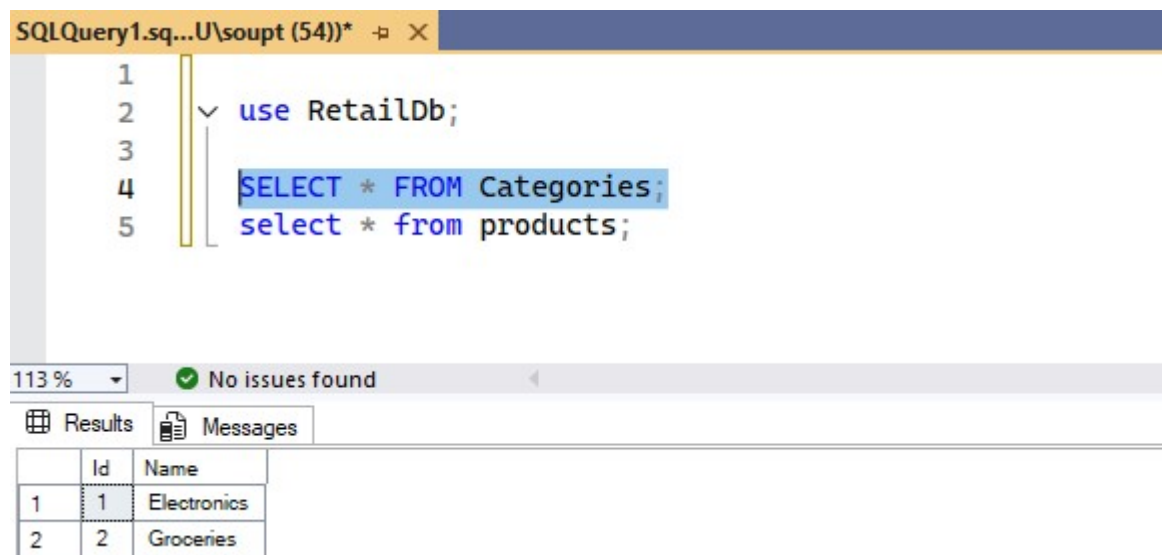 SQLQuery1.sq...U\soupt (54))*
1
2 use RetailDb;
3
4 SELECT * FROM Categories;
5 select * from products;
113 % No issues found
Results Messages
Id Name
1 1 Electronics
2 2 Groceries